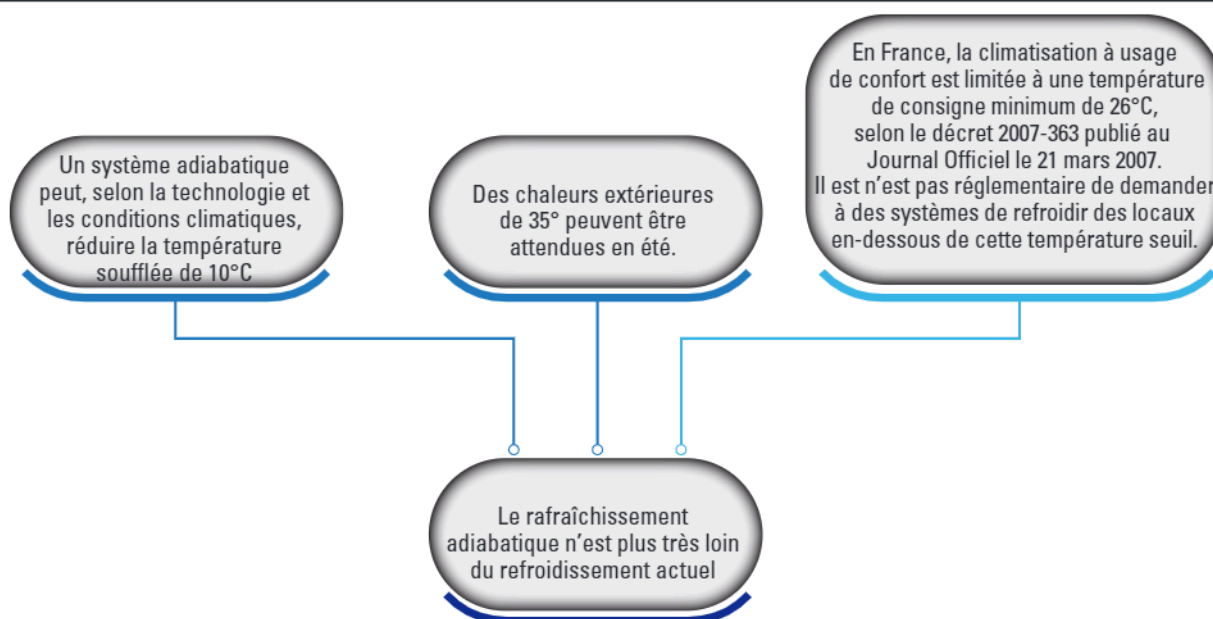 Un système adiabatique
peut, selon la technologie et
les conditions climatiques,
réduire la température
soufflée de 10°C
Des chaleurs extérieures
de 35° peuvent être
attendues en été.
En France, la climatisation à usage
de confort est limitée à une température
de consigne minimum de 26°C,
selon le décret 2007-363 publié au
Journal Officiel le 21 mars 2007.
Il est n’est pas réglementaire de demander
à des systèmes de refroidir des locaux
en-dessous de cette température seuil.
Le rafraîchissement
adiabatique n’est plus très loin
du refroidissement actuel